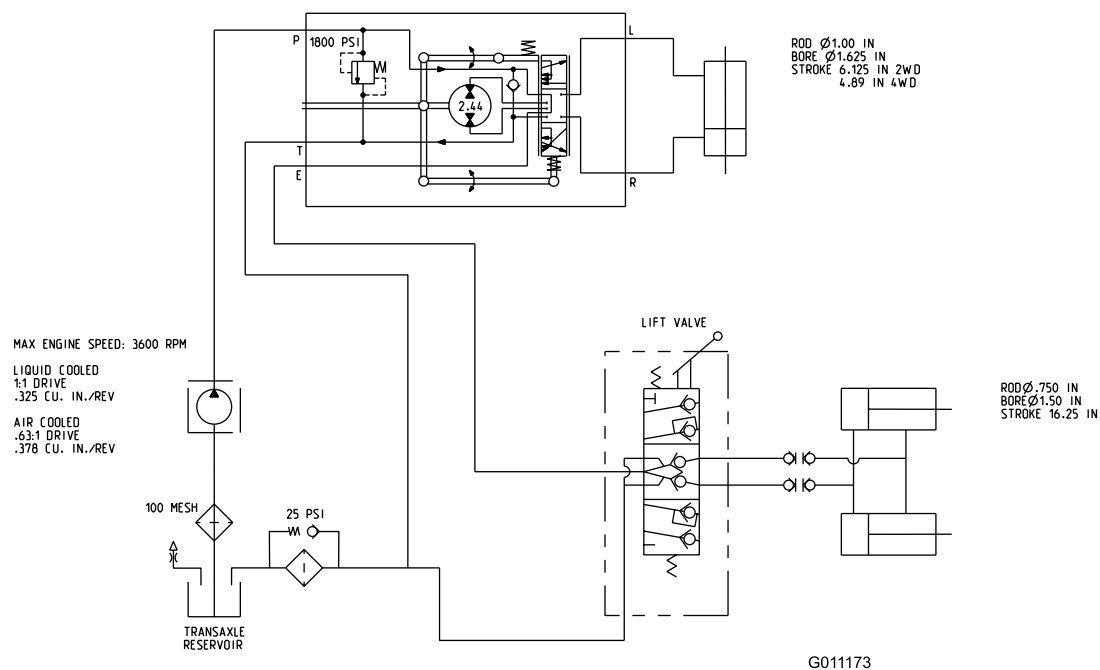 P
1800 PSI
L
ROD Ø1.00 IN
BORE Ø1.625 IN
STROKE 6.125 IN 2WD
4.89 IN 4WD
2.44
T
E
R
LIFT VALVE
MAX ENGINE SPEED: 3600 RPM
LIQUID COOLED
1:1 DRIVE
.325 CU. IN./REV
AIR COOLED
.63:1 DRIVE
.378 CU. IN./REV
RODØ.750 IN
BOREØ1.50 IN
STROKE 16.25 IN
100 MESH
25 PSI
TRANSAXLE
RESERVOIR
G011173